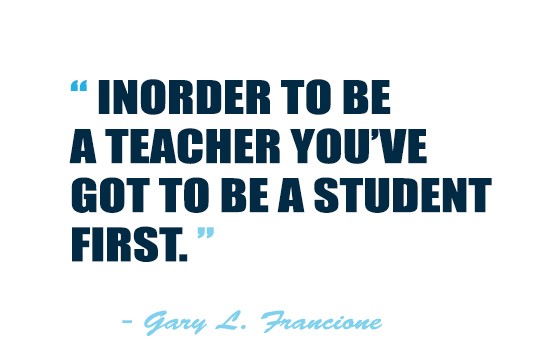 “ INORDER TO BE
A TEACHER YOU’VE
GOT TO BE A STUDENT
FIRST. ”
- Gary L. Francione